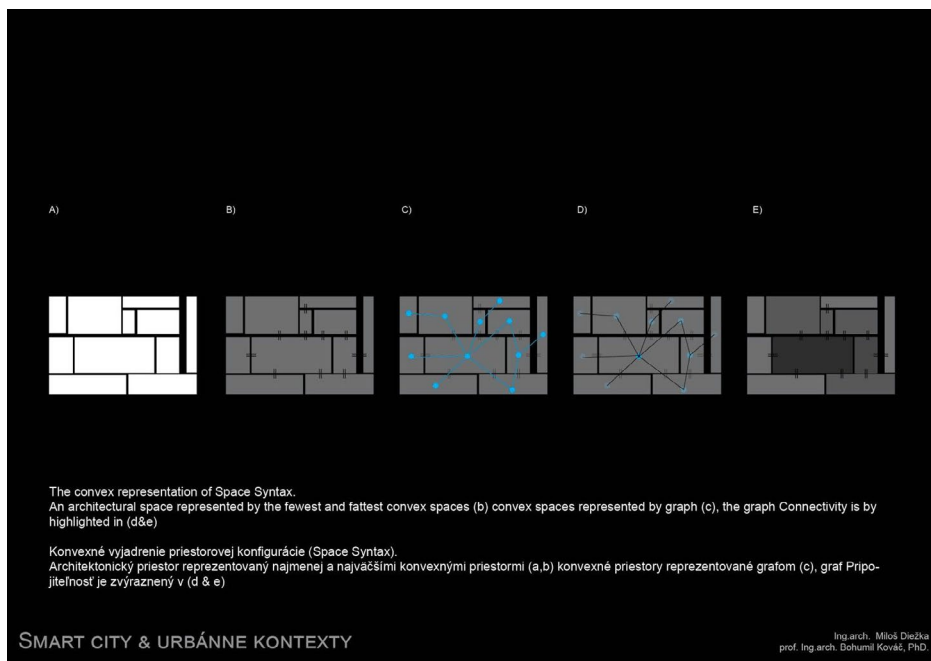 A)
B)
C)
D)
E)
The convex representation of Space Syntax.
An architectural space represented by the fewest and fattest convex spaces (b) convex spaces represented by graph (c), the graph Connectivity is by
highlighted in (d&e)
Konvexné vyjadrenie priestorovej konfigurácie (Space Syntax).
Architektonický priestor reprezentovaný najmenej a najväčšími konvexnými priestormi (a,b) konvexné priestory reprezentované grafom (c), graf Pripo-
jiteľnosť je zvýraznený v (d & e)
SMART CITY & URBÁNNE KONTEXTY
Ing.arch. Miloš Diežka
prof. Ing.arch. Bohumil Kováč, PhD.